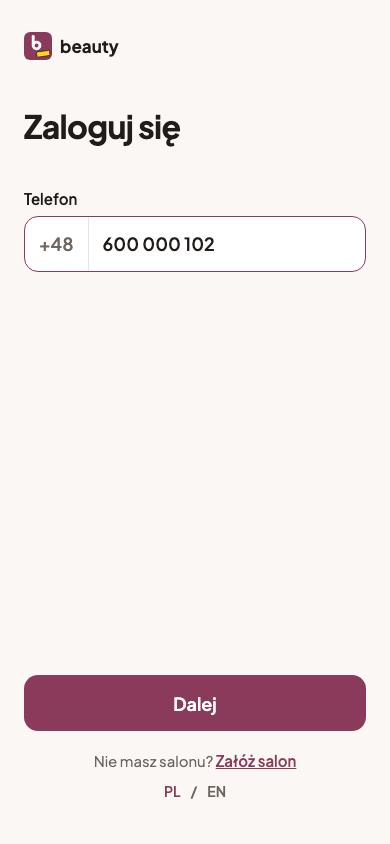 b beauty
Zaloguj się
Telefon
+48 600 000 102
Dalej
Nie masz salonu? Załóż salon
PL / EN